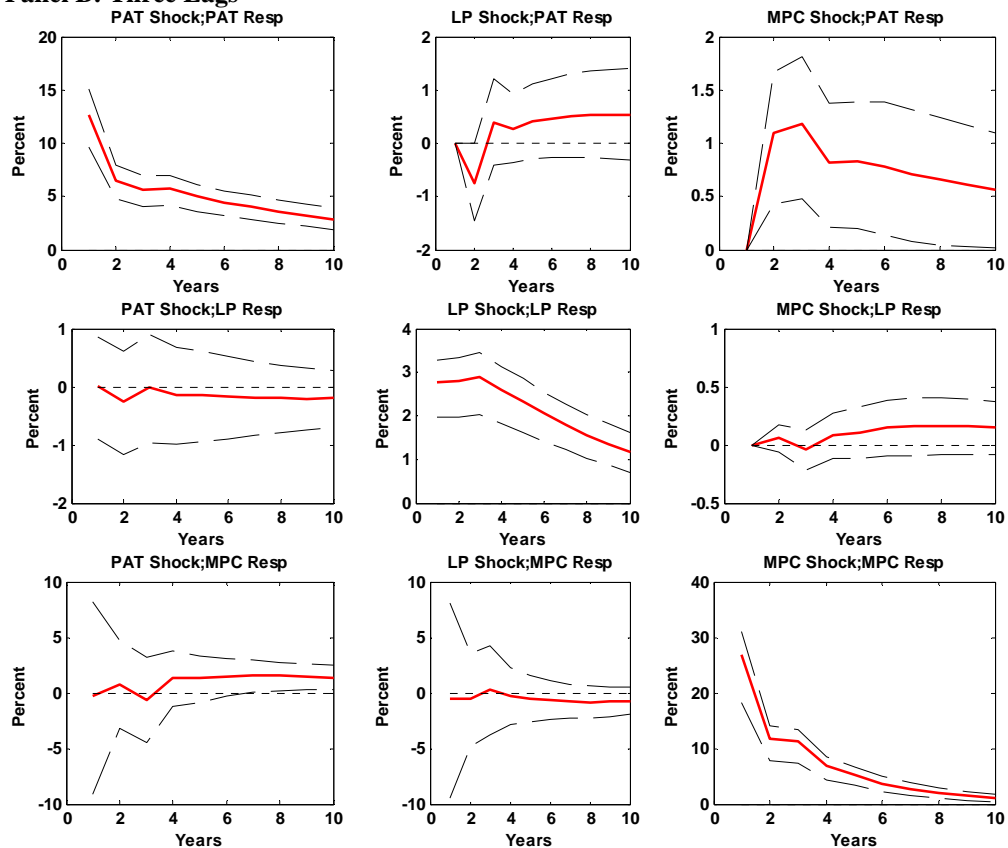 Panel Three Lags
PAT Shock;PAT Resp
20
15
10
5
0
Percent
0 2 4 6 8 10
Years
LP Shock;PAT Resp
2
1
0
-1
-2
Percent
0 2 4 6 8 10
Years
MPC Shock;PAT Resp
2
1.5
1
0.5
0
Percent
0 2 4 6 8 10
Years
PAT Shock;LP Resp
1
0
-1
-2
Percent
0 2 4 6 8 10
Years
LP Shock;LP Resp
4
3
2
1
0
Percent
0 2 4 6 8 10
Years
MPC Shock;LP Resp
1
0.5
0
-0.5
Percent
0 2 4 6 8 10
Years
PAT Shock;MPC Resp
10
5
0
-5
-10
Percent
0 2 4 6 8 10
Years
LP Shock;MPC Resp
10
5
0
-5
-10
Percent
0 2 4 6 8 10
Years
MPC Shock;MPC Resp
40
30
20
10
0
Percent
0 2 4 6 8 10
Years